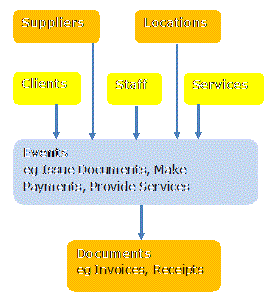 Suppliers
Locations
Clients
Staff
Services
Events
eg Issue Documents, Make
Payments, Provide Services
Documents
eg Invoices, Receipts